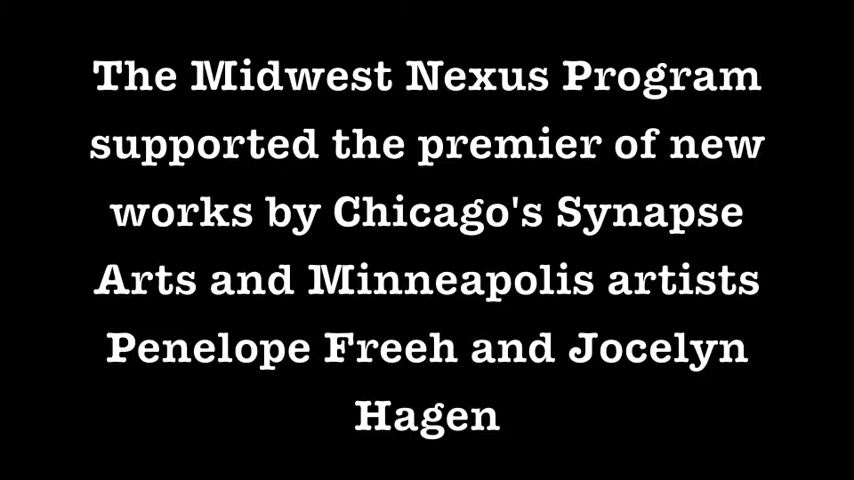 The Midwest Nexus Program
supported the premier of new
works by Chicago's Synapse
Arts and Minneapolis artists
Penelope Freeh and Jocelyn
Hagen